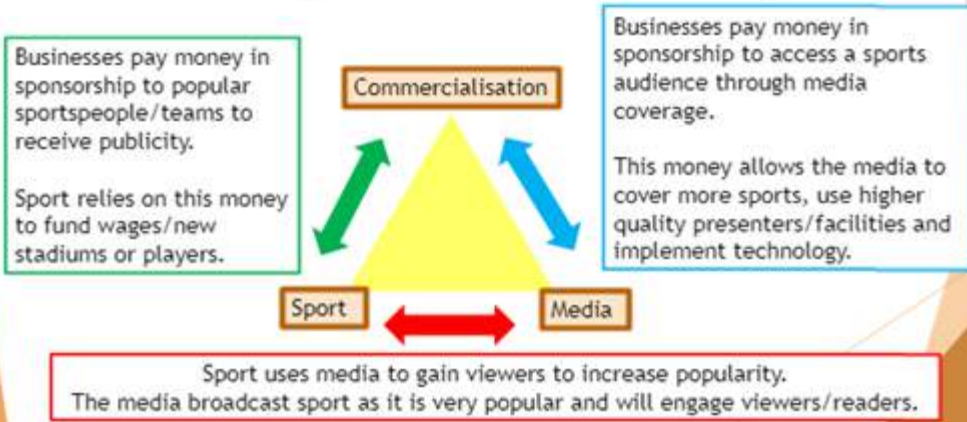 Businesses pay money in
sponsorship to popular
sportspeople/teams to
receive publicity.
Sport relies on this money
to fund wages/new
stadiums or players.
Commercialisation
Businesses pay money in
sponsorship to access a sports
audience through media
coverage.
This money allows the media to
cover more sports, use higher
quality presenters/facilities and
implement technology.
Sport
Media
Sport uses media to gain viewers to increase popularity.
The media broadcast sport as it is very popular and will engage viewers/readers.